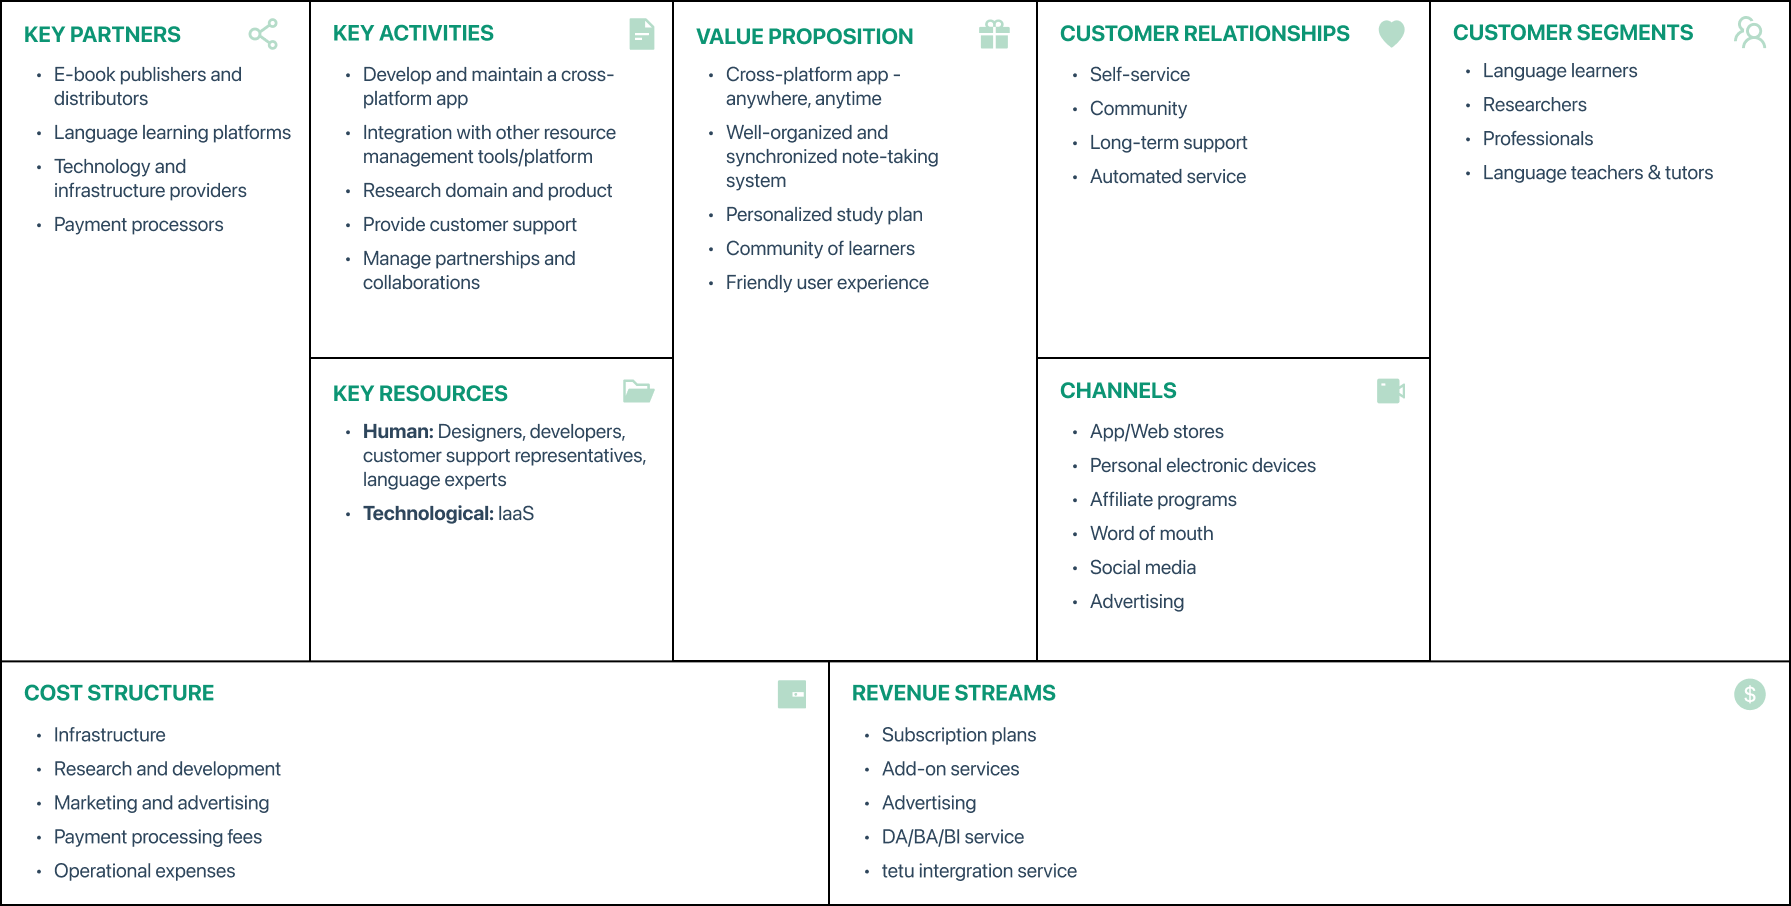 KEY PARTNERS
• E-book publishers and
distributors
• Language learning platforms
• Technology and
infrastructure providers
• Payment processors
KEY ACTIVITIES
• Develop and maintain a cross-
platform app
• Integration with other resource
management tools/platform
• Research domain and product
• Provide customer support
• Manage partnerships and
collaborations
KEY RESOURCES
• Human: Designers, developers,
customer support representatives,
language experts
• Technological: IaaS
VALUE PROPOSITION
• Cross-platform app -
anywhere, anytime
• Well-organized and
synchronized note-taking
system
• Personalized study plan
• Community of learners
• Friendly user experience
CUSTOMER RELATIONSHIPS
• Self-service
• Community
• Long-term support
• Automated service
CHANNELS
• App/Web stores
• Personal electronic devices
• Affiliate programs
• Word of mouth
• Social media
• Advertising
CUSTOMER SEGMENTS
• Language learners
• Researchers
• Professionals
• Language teachers & tutors
COST STRUCTURE
• Infrastructure
• Research and development
• Marketing and advertising
• Payment processing fees
• Operational expenses
REVENUE STREAMS
$
• Subscription plans
• Add-on services
• Advertising
• DA/BA/BI service
• tetu intergration service